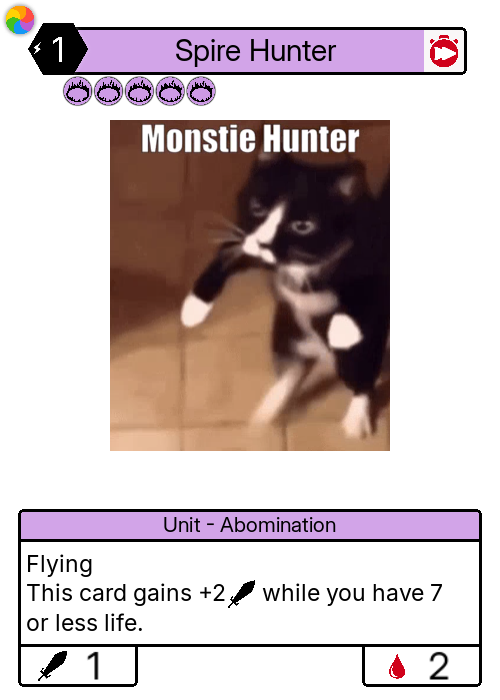 1
Spire Hunter
Monstie Hunter
Unit - Abomination
Flying
This card gains +2 while you have 7
or less life.
1
2